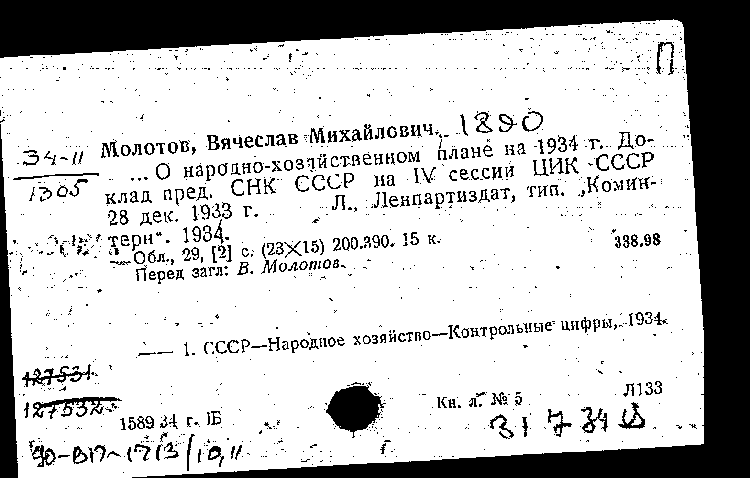 П
Молотов, Вячеслав Михайлович. 1890
34-11
1305
... О народно-хозяйственном плане на 1934 г. До-
клад пред. СНК СССР на IV сессии ЦИК СССР
28 дек. 1933 г. Л., Ленпартиздат, тип. „Комин-
терн“. 1934.
— Обл., 29, [2] с. (23X15) 200.390. 15 к. 338.98
Перед загл: В. Молотов.
—— 1. СССР—Народное хозяйство—Контрольные цифры, 1934.
127531
127532
1589 34 г. IБ
Кн. л. № 5 Л133
31734
90-